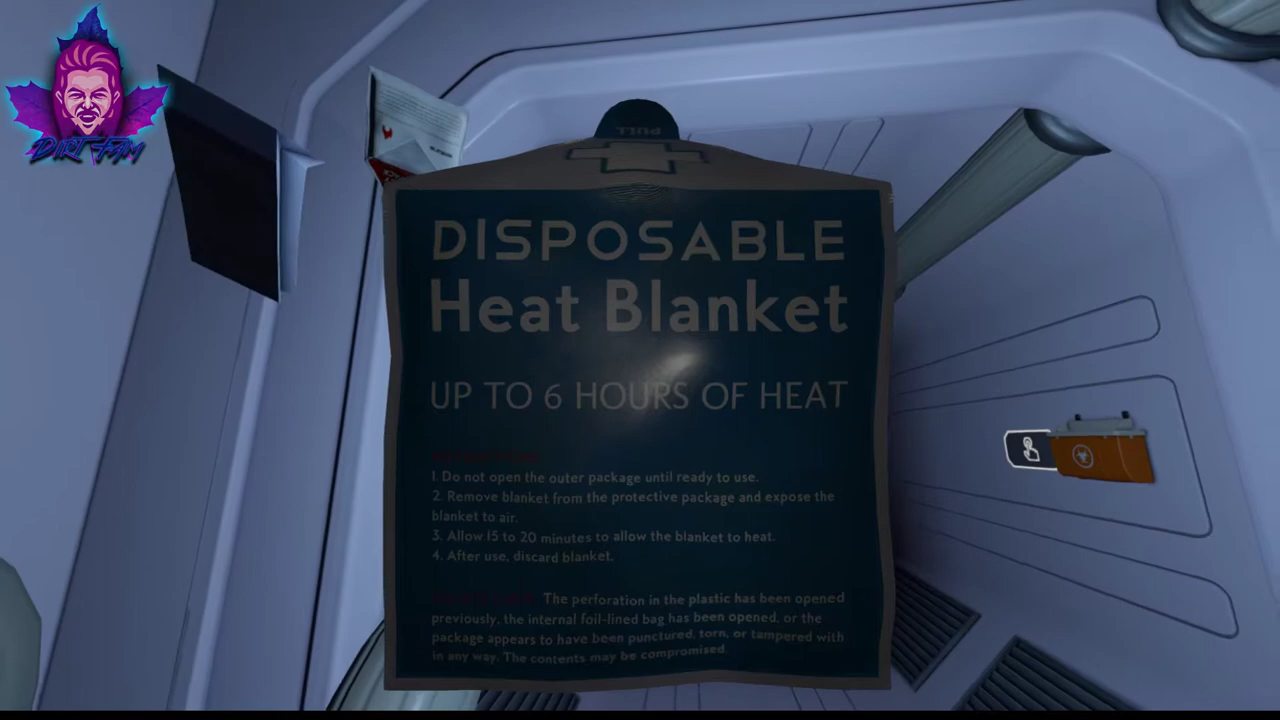 DIRT FAM
PULL
DISPOSABLE
Heat Blanket
UP TO 6 HOURS OF HEAT
1. Do not open the outer package until ready to use.
2. Remove blanket from the protective package and expose the
blanket to air.
3. Allow 15 to 20 minutes to allow the blanket to heat.
4. After use, discard blanket.
The perforation in the plastic has been opened
previously, the internal foil-lined bag has been opened, or the
package appears to have been punctured, torn, or tampered with
in any way. The contents may be compromised.